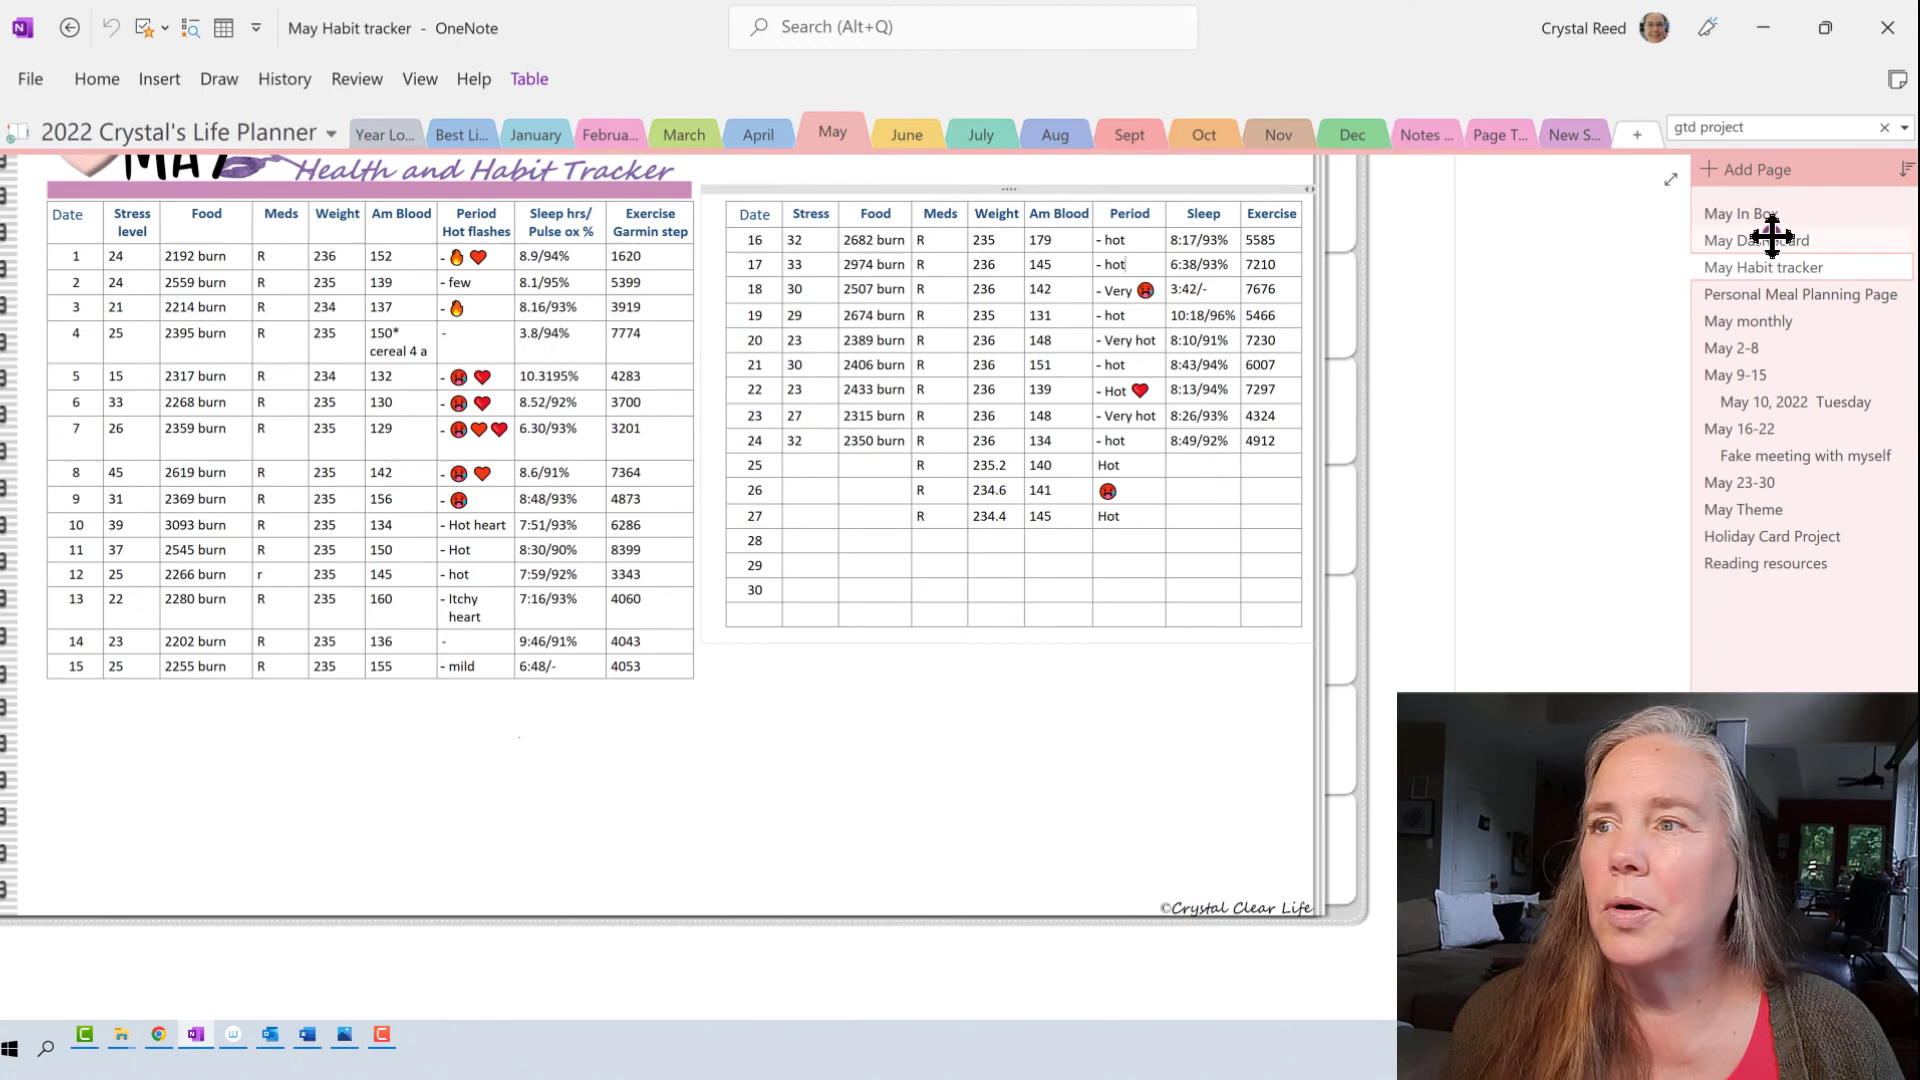 May Habit tracker - OneNote
Search (Alt+Q)
Crystal Reed
File Home Insert Draw History Review View Help Table
2022 Crystal's Life Planner
Year Lo... Best Li... January Februa... March April May June July Aug Sept Oct Nov Dec Notes ... Page T... New S... +
gtd project
MAY Health and Habit Tracker
Date Stress level Food Meds Weight Am Blood Period Hot flashes Sleep hrs/ Pulse ox % Exercise Garmin step
1 24 2192 burn R 236 152 - 🔥 ❤️ 8.9/94% 1620
2 24 2559 burn R 235 139 - few 8.1/95% 5399
3 21 2214 burn R 234 137 - 🔥 8.16/93% 3919
4 25 2395 burn R 235 150* cereal 4 a - 3.8/94% 7774
5 15 2317 burn R 234 132 - 🥵 ❤️ 10.3195% 4283
6 33 2268 burn R 235 130 - 🥵 ❤️ 8.52/92% 3700
7 26 2359 burn R 235 129 - 🥵 ❤️ ❤️ 6.30/93% 3201
8 45 2619 burn R 235 142 - 🥵 ❤️ 8.6/91% 7364
9 31 2369 burn R 235 156 - 🥵 8:48/93% 4873
10 39 3093 burn R 235 134 - Hot heart 7:51/93% 6286
11 37 2545 burn R 235 150 - Hot 8:30/90% 8399
12 25 2266 burn r 235 145 - hot 7:59/92% 3343
13 22 2280 burn R 235 160 - Itchy heart 7:16/93% 4060
14 23 2202 burn R 235 136 - 9:46/91% 4043
15 25 2255 burn R 235 155 - mild 6:48/- 4053
Date Stress Food Meds Weight Am Blood Period Sleep Exercise
16 32 2682 burn R 235 179 - hot 8:17/93% 5585
17 33 2974 burn R 236 145 - hot 6:38/93% 7210
18 30 2507 burn R 236 142 - Very 🥵 3:42/- 7676
19 29 2674 burn R 235 131 - hot 10:18/96% 5466
20 23 2389 burn R 236 148 - Very hot 8:10/91% 7230
21 30 2406 burn R 236 151 - hot 8:43/94% 6007
22 23 2433 burn R 236 139 - Hot ❤️ 8:13/94% 7297
23 27 2315 burn R 236 148 - Very hot 8:26/93% 4324
24 32 2350 burn R 236 134 - hot 8:49/92% 4912
25 R 235.2 140 Hot
26 R 234.6 141 🥵
27 R 234.4 145 Hot
28
29
30
©Crystal Clear Life
Add Page
May In Box
May Dashboard
May Habit tracker
Personal Meal Planning Page
May monthly
May 2-8
May 9-15
May 10, 2022 Tuesday
May 16-22
Fake meeting with myself
May 23-30
May Theme
Holiday Card Project
Reading resources